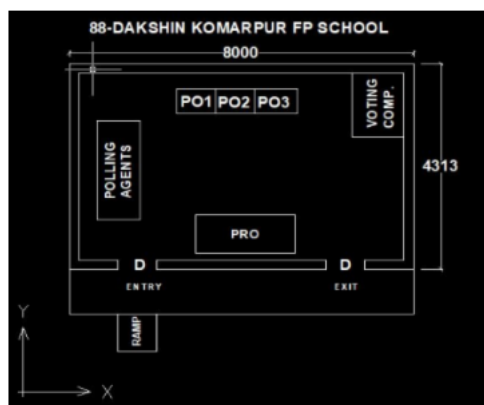 88-DAKSHIN KOMARPUR FP SCHOOL
8000
PO1 PO2 PO3
VOTING
COMP.
POLLING
AGENTS
4313
PRO
D D
ENTRY EXIT
RAMP
Y
X